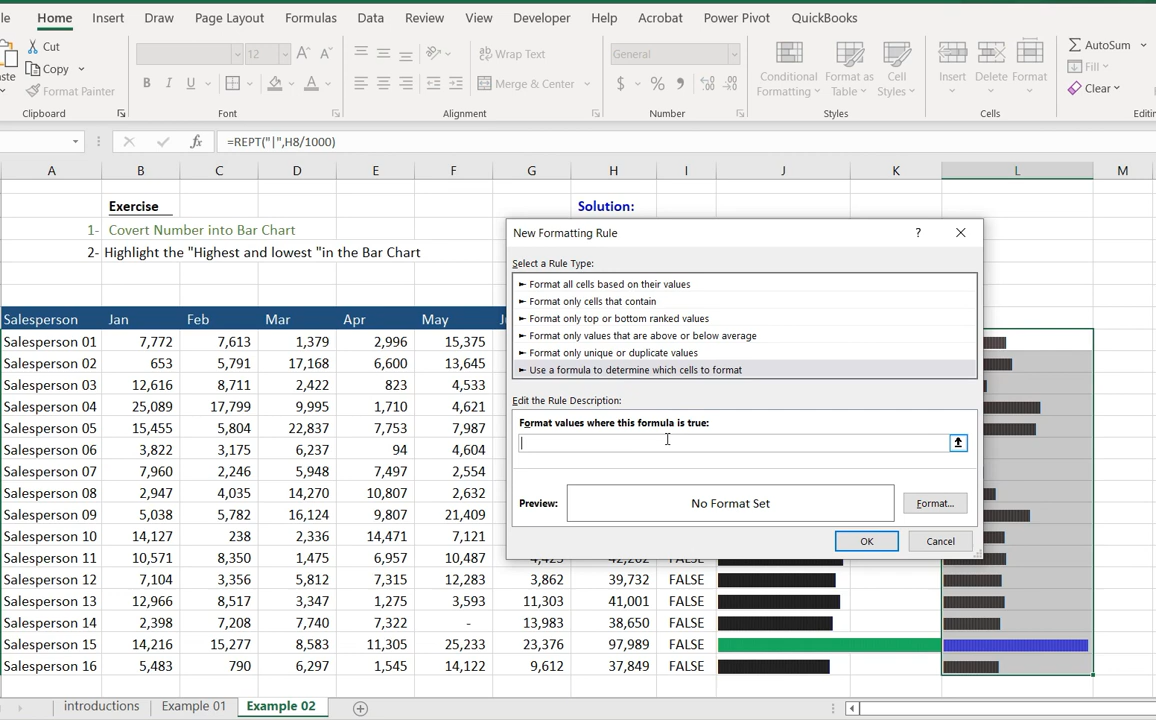 le Home Insert Draw Page Layout Formulas Data Review View Developer Help Acrobat Power Pivot QuickBooks
Cut 12 Wrap Text General AutoSum
ste Copy Conditional Format as Cell Insert Delete Format Fill
Format Painter B I U A Merge & Center $ % Formatting Table Styles Clear
Clipboard Font Alignment Number Styles Cells Editin
fx =REPT("|",H8/1000)
A B C D E F G H I J K L M
Exercise Solution:
1- Covert Number into Bar Chart
2- Highlight the "Highest and lowest "in the Bar Chart
New Formatting Rule ?
Select a Rule Type:
► Format all cells based on their values
► Format only cells that contain
► Format only top or bottom ranked values
► Format only values that are above or below average
► Format only unique or duplicate values
► Use a formula to determine which cells to format
Edit the Rule Description:
Format values where this formula is true:
Preview: No Format Set Format...
OK Cancel
Salesperson Jan Feb Mar Apr May
Salesperson 01 7,772 7,613 1,379 2,996 15,375
Salesperson 02 653 5,791 17,168 6,600 13,645
Salesperson 03 12,616 8,711 2,422 823 4,533
Salesperson 04 25,089 17,799 9,995 1,710 4,621
Salesperson 05 15,455 5,804 22,837 7,753 7,987
Salesperson 06 3,822 3,175 6,237 94 4,604
Salesperson 07 7,960 2,246 5,948 7,497 2,554
Salesperson 08 2,947 4,035 14,270 10,807 2,632
Salesperson 09 5,038 5,782 16,124 9,807 21,409
Salesperson 10 14,127 238 2,336 14,471 7,121
Salesperson 11 10,571 8,350 1,475 6,957 10,487
Salesperson 12 7,104 3,356 5,812 7,315 12,283 3,862 39,732 FALSE
Salesperson 13 12,966 8,517 3,347 1,275 3,593 11,303 41,001 FALSE
Salesperson 14 2,398 7,208 7,740 7,322 - 13,983 38,650 FALSE
Salesperson 15 14,216 15,277 8,583 11,305 25,233 23,376 97,989 FALSE
Salesperson 16 5,483 790 6,297 1,545 14,122 9,612 37,849 FALSE
introductions Example 01 Example 02